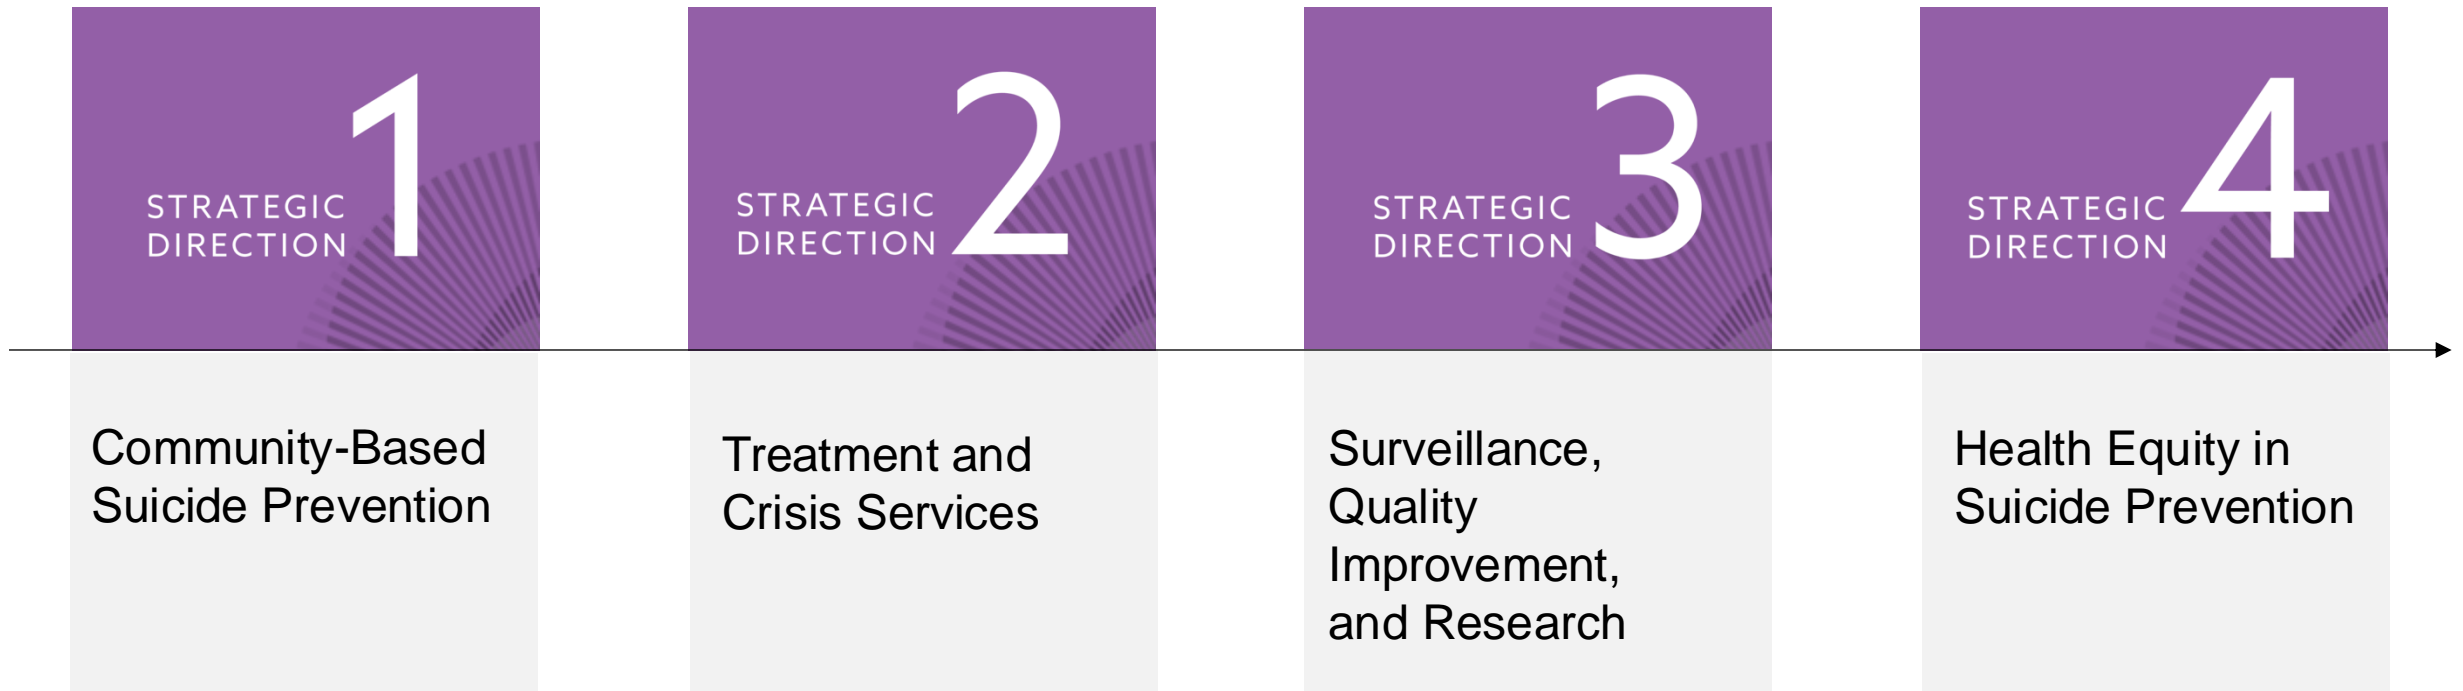 STRATEGIC
DIRECTION
1
Community-Based
Suicide Prevention
STRATEGIC
DIRECTION
2
Treatment and
Crisis Services
STRATEGIC
DIRECTION
3
Surveillance,
Quality
Improvement,
and Research
STRATEGIC
DIRECTION
4
Health Equity in
Suicide Prevention